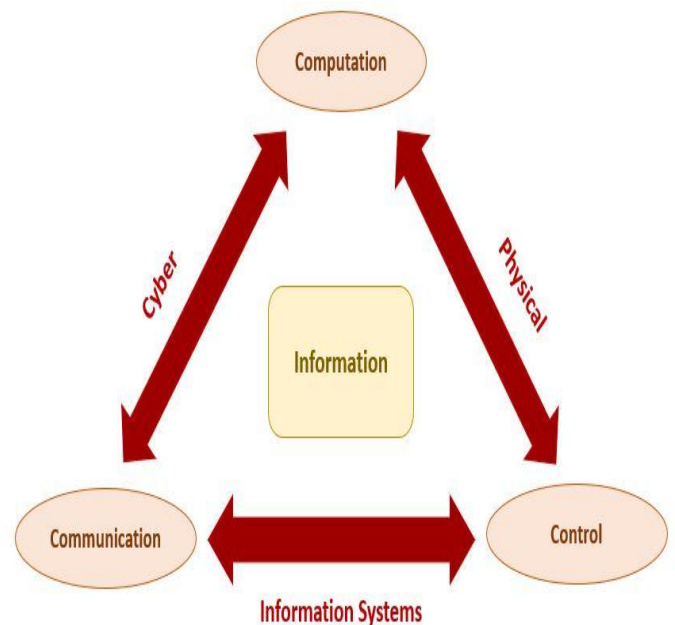 Computation
Cyber
Physical
Information
Communication
Control
Information Systems